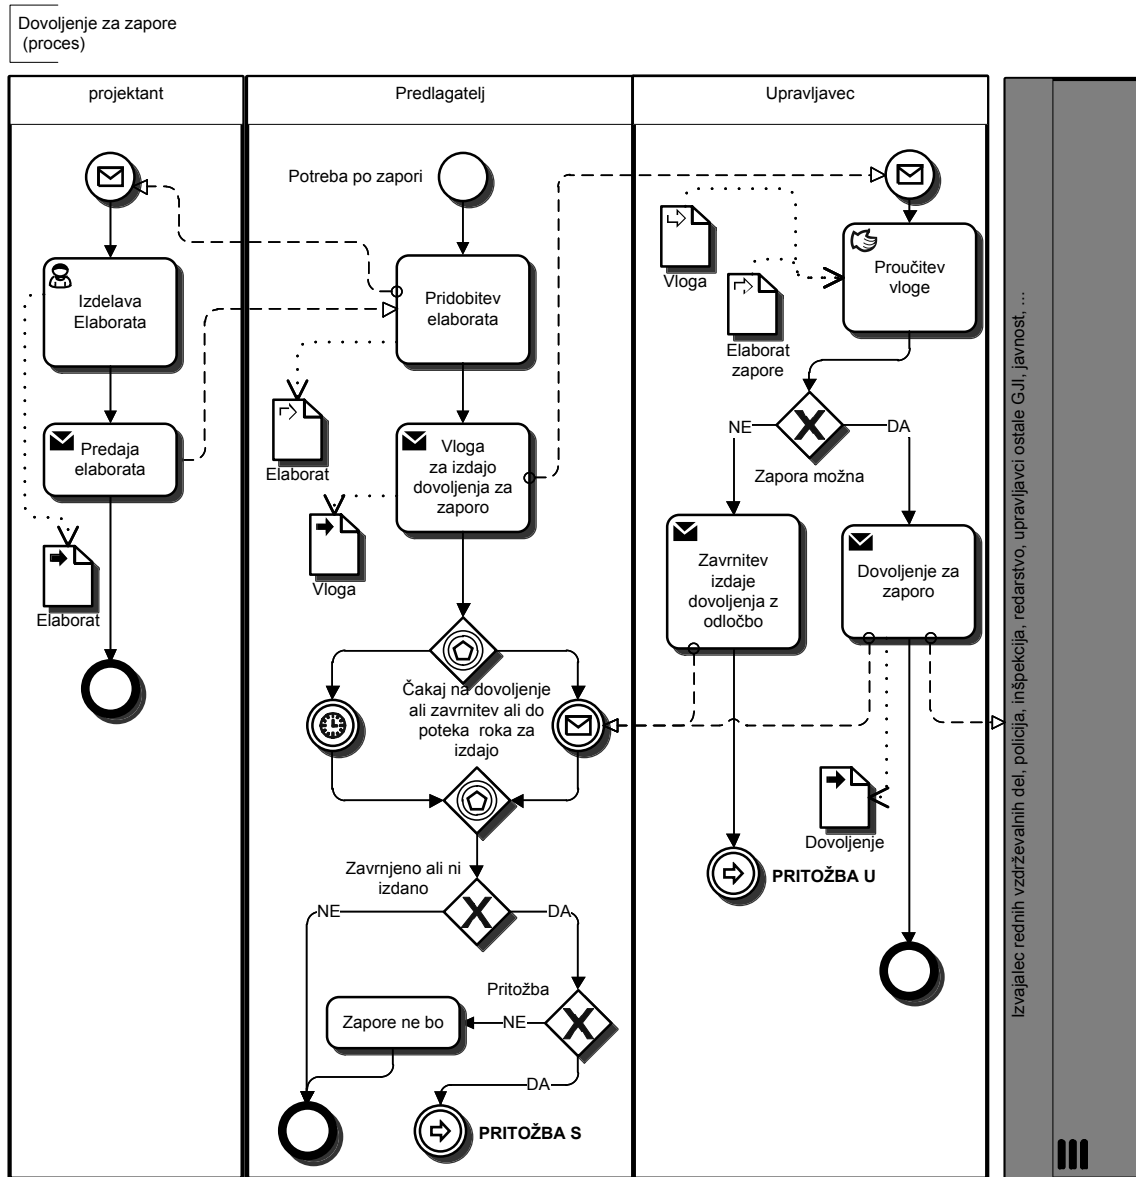 Dovoljenje za zapore
(proces)
projektant
Predlagatelj
Upravljavec
Potreba po zapori
Izdelava
Elaborata
Predaja
elaborata
Elaborat
Pridobitev
elaborata
Elaborat
Vloga
za izdajo
dovoljenja za
zaporo
Vloga
Čakaj na dovoljenje
ali zavrnitev ali do
poteka roka za
izdajo
Zavrnjeno ali ni
izdano
NE
DA
Pritožba
NE
Zapore ne bo
DA
PRITOŽBA S
Vloga
Elaborat
zapore
Proučitev
vloge
NE
DA
Zapora možna
Zavrnitev
izdaje
dovoljenja z
odločbo
Dovoljenje za
zaporo
Dovoljenje
PRITOŽBA U
Izvajalec rednih vzdrževalnih del, policija, inšpekcija, redarstvo, upravljavci ostale GJI, javnost, ...